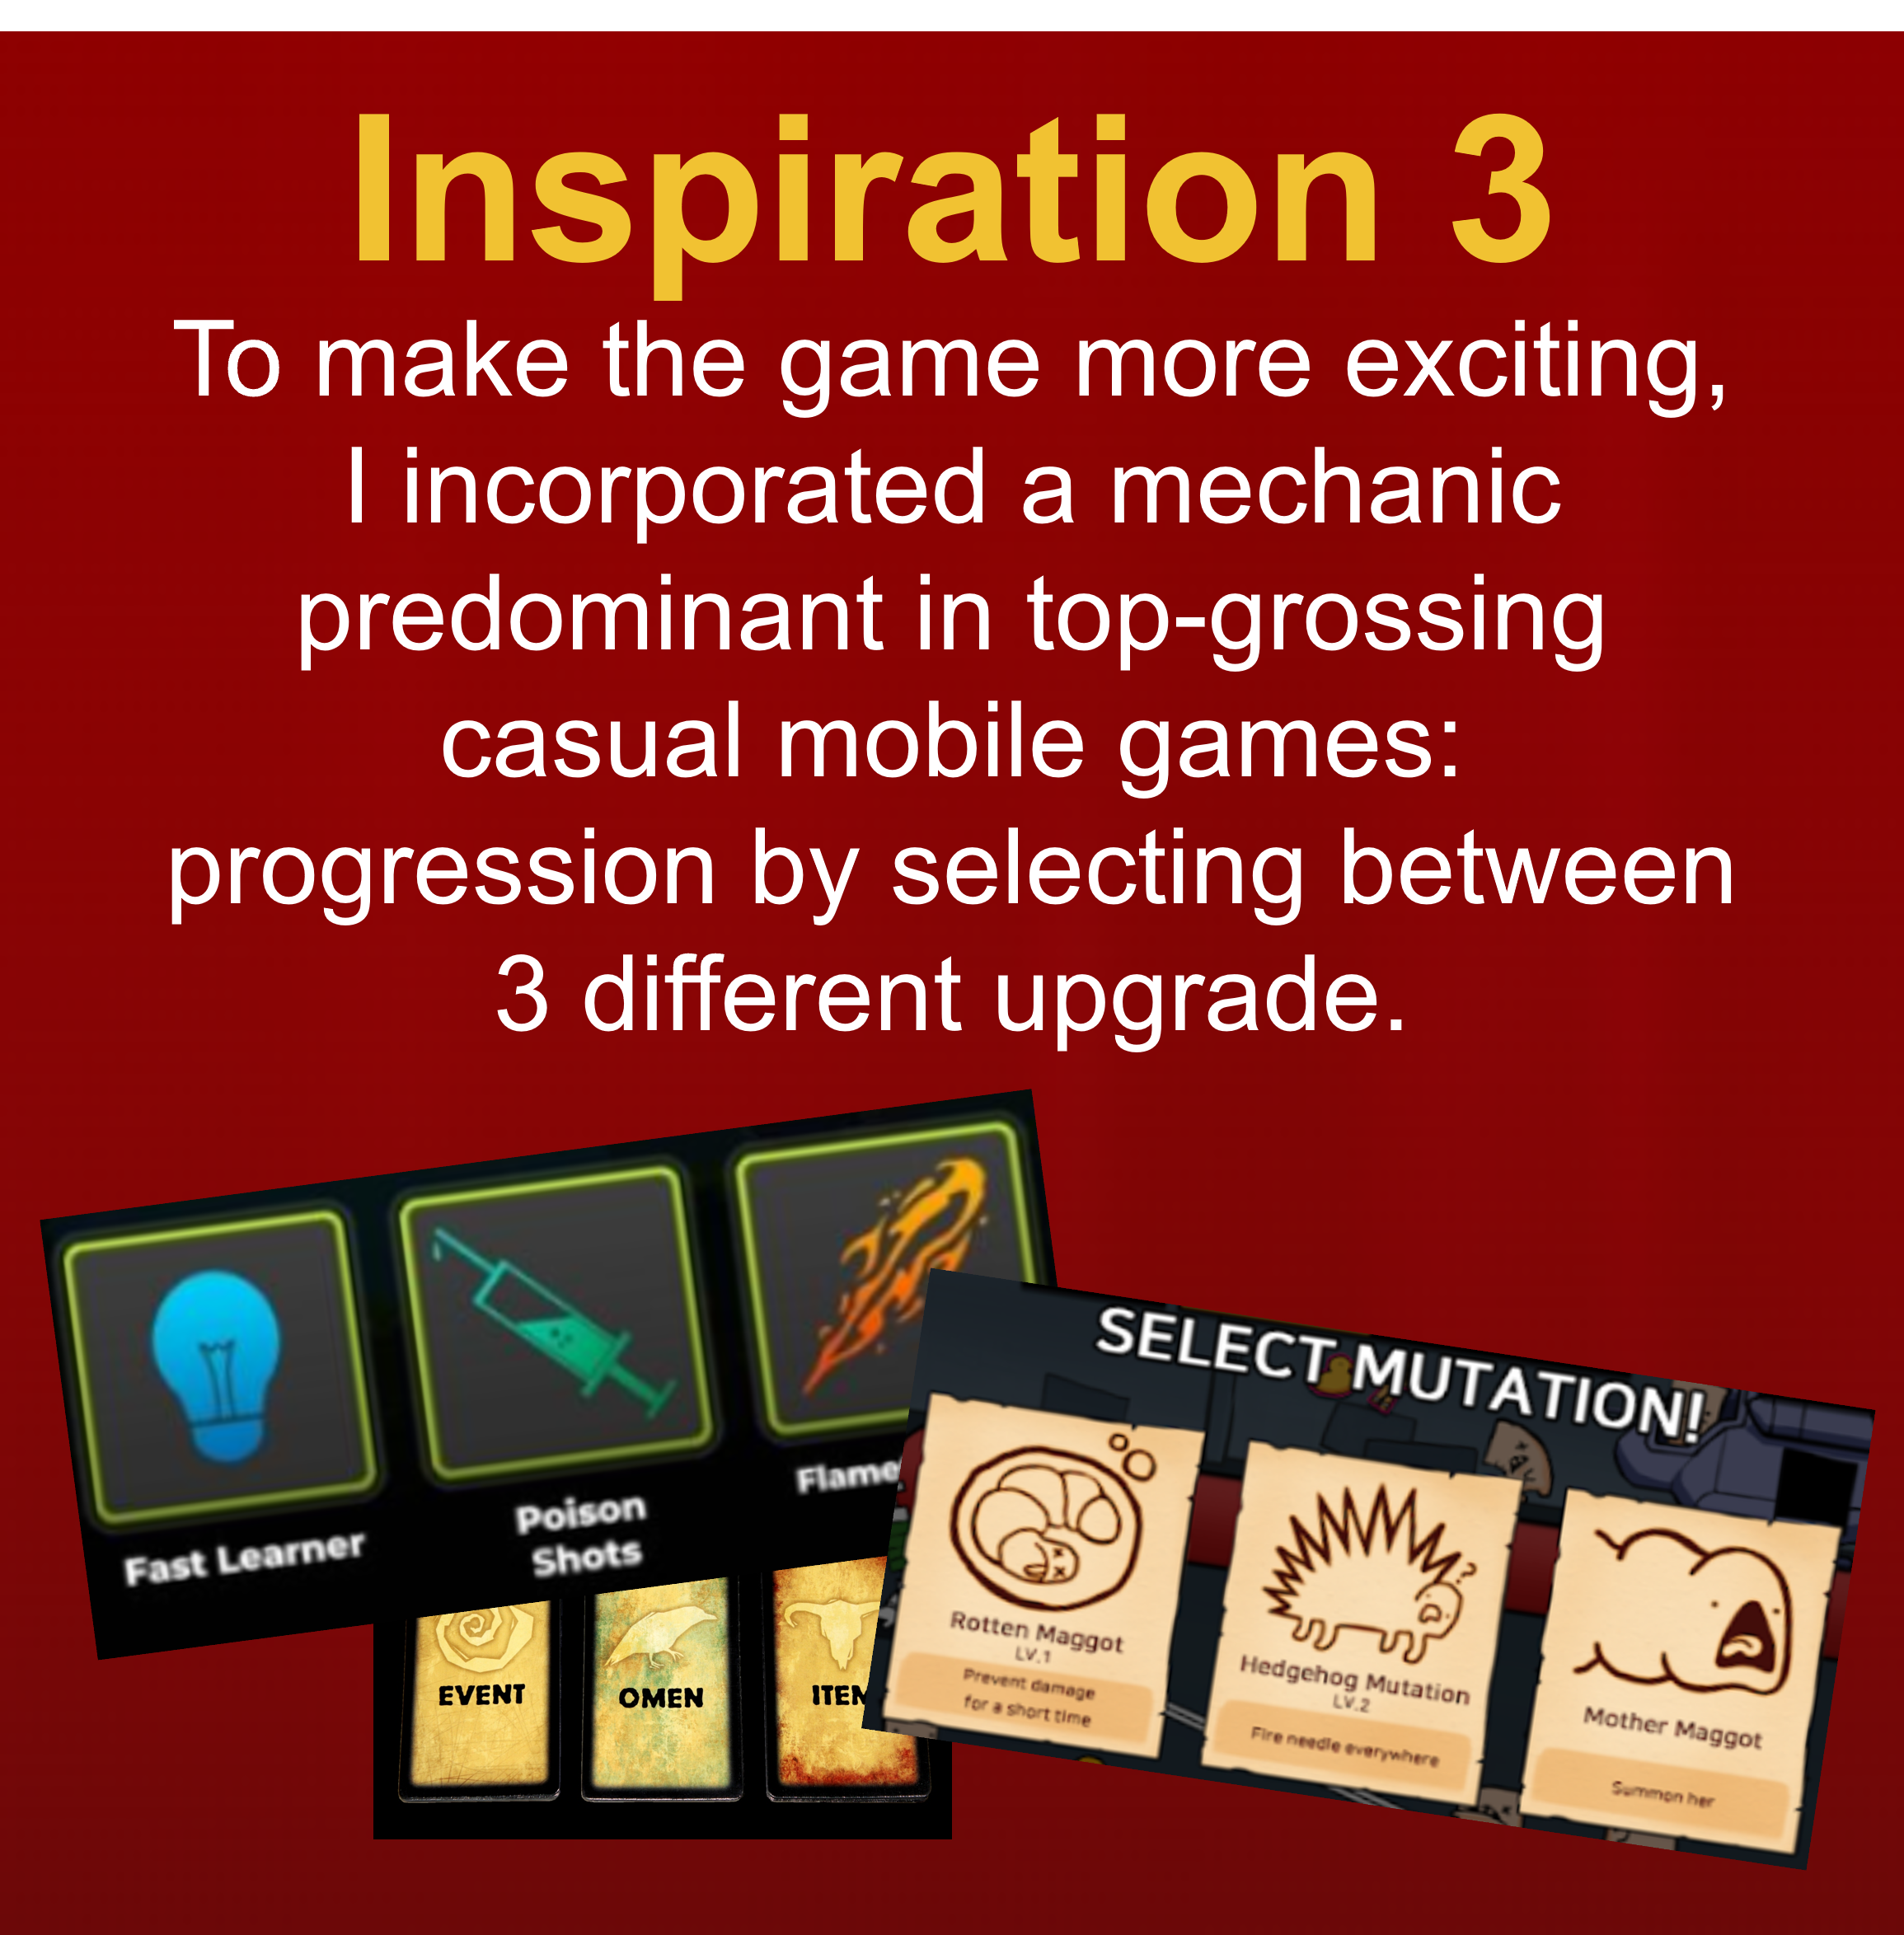 Inspiration 3
To make the game more exciting,
I incorporated a mechanic
predominant in top-grossing
casual mobile games:
progression by selecting between
3 different upgrade.
Fast Learner
Poison
Shots
Flame
SELECT MUTATION!
Rotten Maggot
LV.1
Prevent damage
for a short time
Hedgehog Mutation
LV.2
Fire needle everywhere
Mother Maggot
Summon her
EVENT
OMEN
ITEM